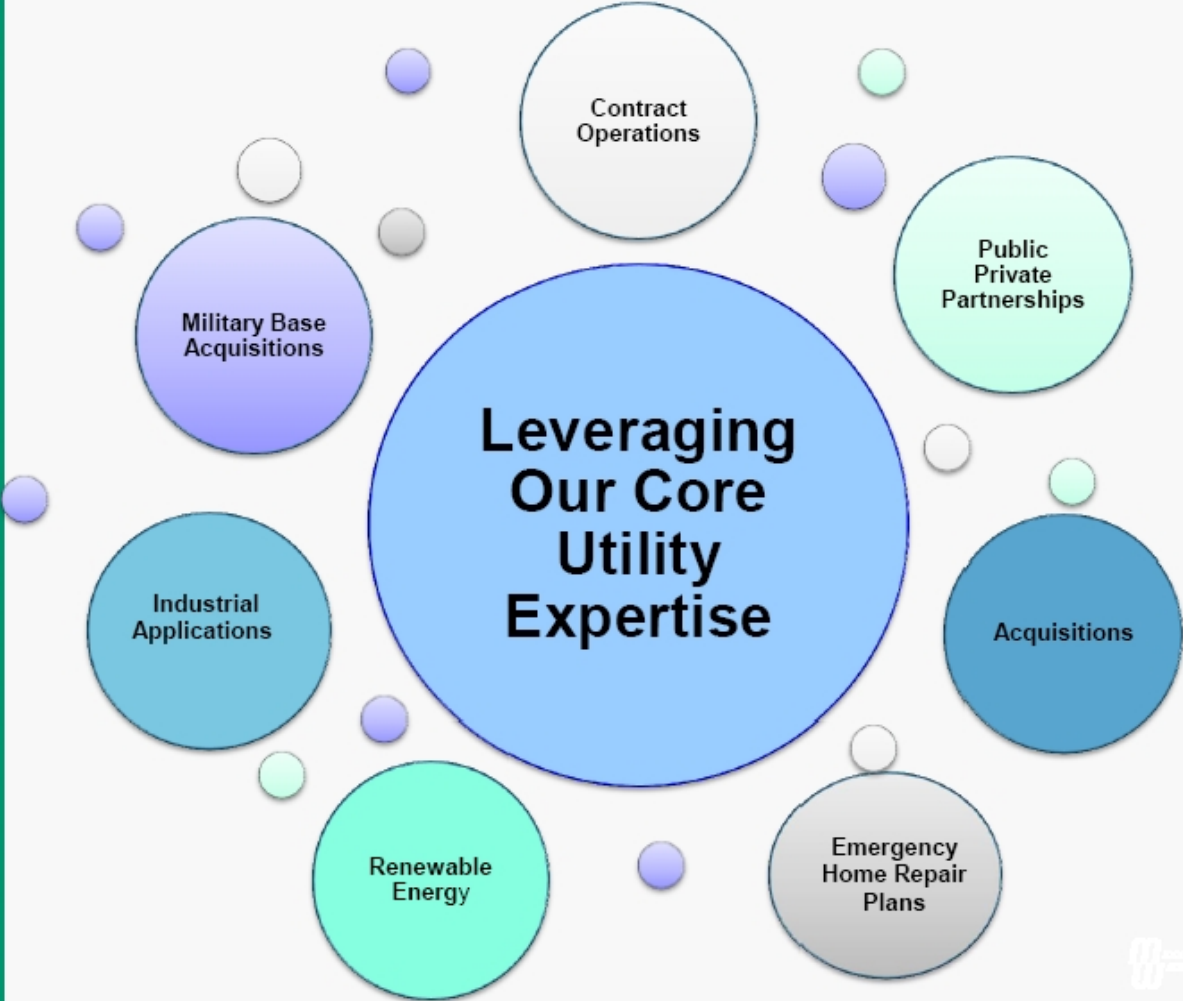 Contract
Operations
Public
Private
Partnerships
Military Base
Acquisitions
Leveraging
Our Core
Utility
Expertise
Industrial
Applications
Acquisitions
Renewable
Energy
Emergency
Home Repair
Plans